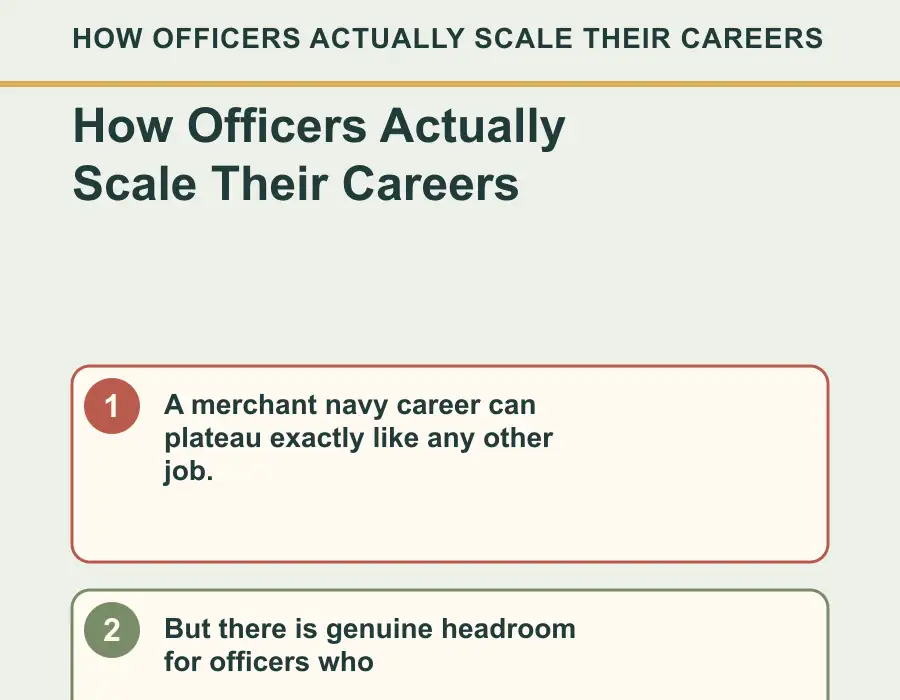 HOW OFFICERS ACTUALLY SCALE THEIR CAREERS
How Officers Actually
Scale Their Careers
1
A merchant navy career can
plateau exactly like any other
job.
2
But there is genuine headroom
for officers who